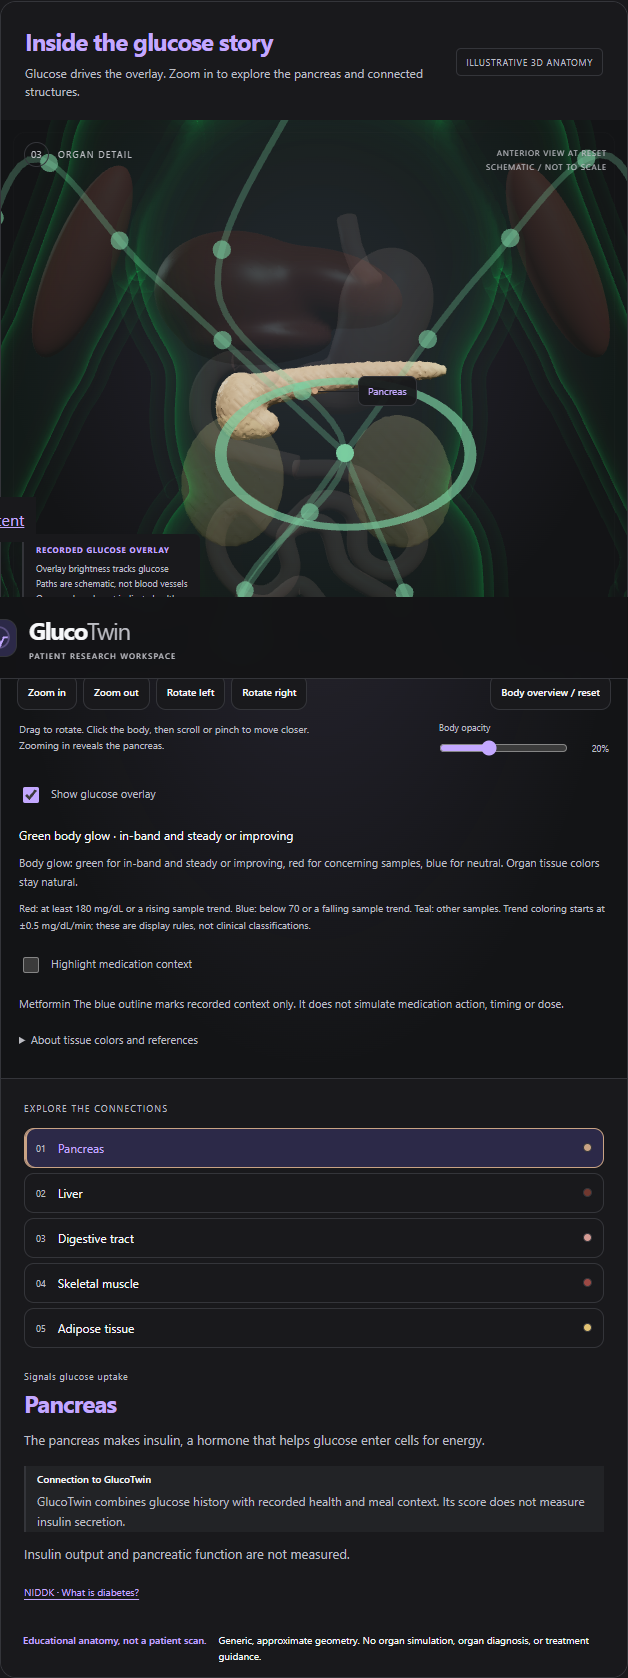 Inside the glucose story
Glucose drives the overlay. Zoom in to explore the pancreas and connected
structures.
ILLUSTRATIVE 3D ANATOMY
03
ORGAN DETAIL
ANTERIOR VIEW AT RESET
SCHEMATIC / NOT TO SCALE
Pancreas
RECORDED GLUCOSE OVERLAY
Overlay brightness tracks glucose
Paths are schematic, not blood vessels
GlucoTwin
PATIENT RESEARCH WORKSPACE
Zoom in
Zoom out
Rotate left
Rotate right
Body overview / reset
Drag to rotate. Click the body, then scroll or pinch to move closer.
Zooming in reveals the pancreas.
Body opacity
20%
Show glucose overlay
Green body glow · in-band and steady or improving
Body glow: green for in-band and steady or improving, red for concerning samples, blue for neutral. Organ tissue colors
stay natural.
Red: at least 180 mg/dL or a rising sample trend. Blue: below 70 or a falling sample trend. Teal: other samples. Trend coloring starts at
±0.5 mg/dL/min; these are display rules, not clinical classifications.
Highlight medication context
Metformin The blue outline marks recorded context only. It does not simulate medication action, timing or dose.
About tissue colors and references
EXPLORE THE CONNECTIONS
01 Pancreas
02 Liver
03 Digestive tract
04 Skeletal muscle
05 Adipose tissue
Signals glucose uptake
Pancreas
The pancreas makes insulin, a hormone that helps glucose enter cells for energy.
Connection to GlucoTwin
GlucoTwin combines glucose history with recorded health and meal context. Its score does not measure
insulin secretion.
Insulin output and pancreatic function are not measured.
NIDDK · What is diabetes?
Educational anatomy, not a patient scan.
Generic, approximate geometry. No organ simulation, organ diagnosis, or treatment
guidance.